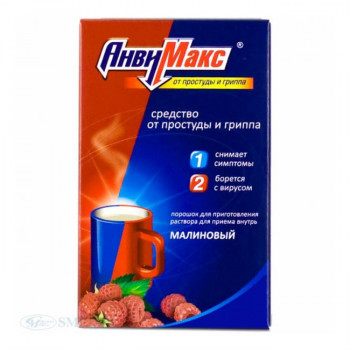 АнвиМакс®
от простуды и гриппа
средство
от простуды и гриппа
1 снимает
симптомы
2 борется
с вирусом
порошок для приготовления
раствора для приема внутрь
МАЛИНОВЫЙ